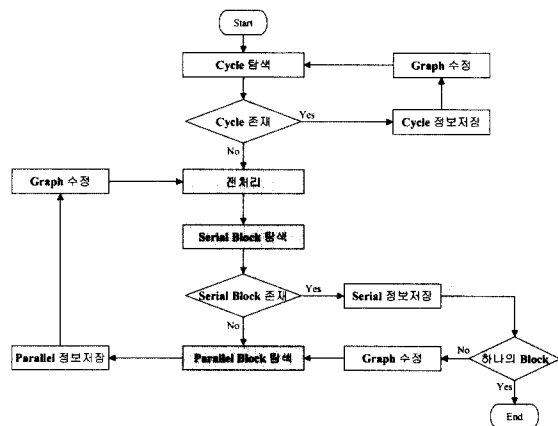 Start
Cycle 탐색
Graph 수정
Cycle 존재
Yes
Cycle 정보저장
No
Graph 수정
전처리
Serial Block 탐색
Serial Block 존재
Yes
Serial 정보저장
No
Parallel 정보저장
Parallel Block 탐색
Graph 수정
No
하나의 Block
Yes
End